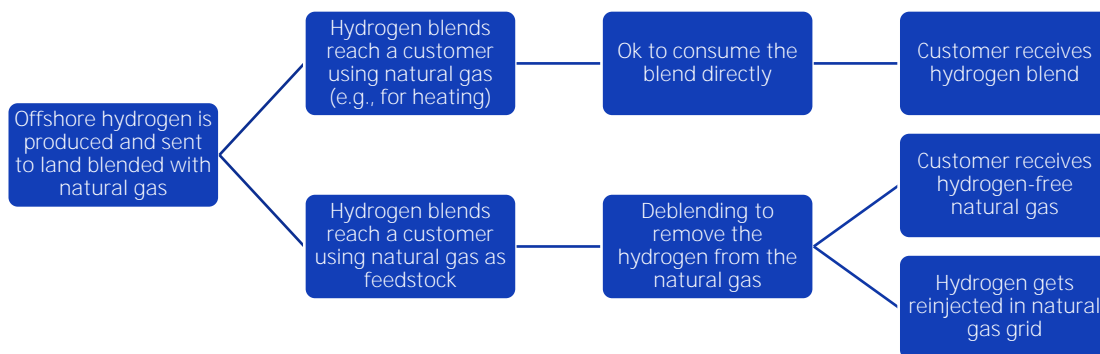 Offshore hydrogen is
produced and sent
to land blended with
natural gas
Hydrogen blends
reach a customer
using natural gas
(e.g., for heating)
Ok to consume the
blend directly
Customer receives
hydrogen blend
Hydrogen blends
reach a customer
using natural gas as
feedstock
Deblending to
remove the
hydrogen from the
natural gas
Customer receives
hydrogen-free
natural gas
Hydrogen gets
reinjected in natural
gas grid